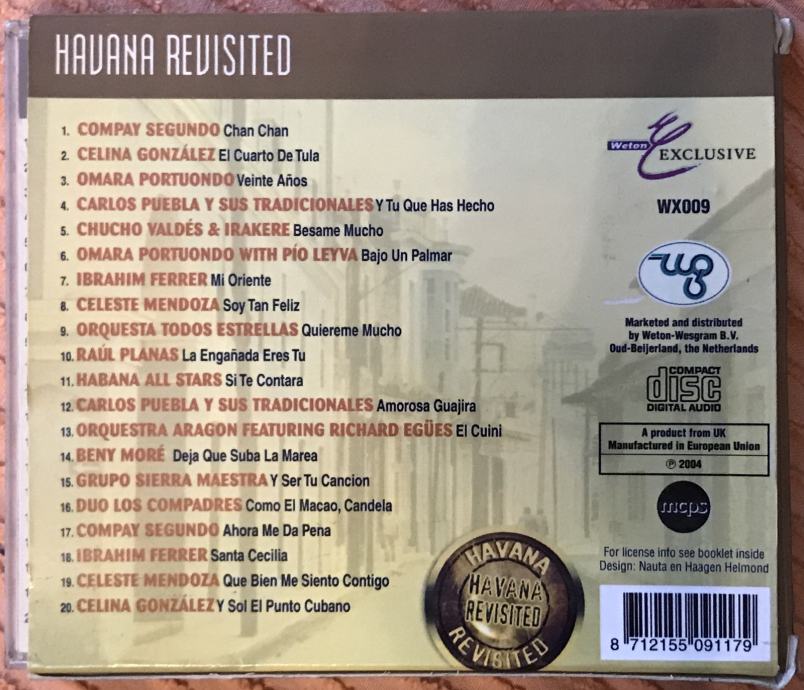 HAVANA REVISITED
1. COMPAY SEGUNDO Chan Chan
2. CELINA GONZÁLEZ El Cuarto De Tula
3. OMARA PORTUONDO Veinte Años
4. CARLOS PUEBLA Y SUS TRADICIONALES Y Tu Que Has Hecho
5. CHUCHO VALDÉS & IRAKERE Besame Mucho
6. OMARA PORTUONDO WITH PÍO LEYVA Bajo Un Palmar
7. IBRAHIM FERRER Mi Oriente
8. CELESTE MENDOZA Soy Tan Feliz
9. ORQUESTA TODOS ESTRELLAS Quiereme Mucho
10. RAÚL PLANAS La Engañada Eres Tu
11. HABANA ALL STARS Si Te Contara
12. CARLOS PUEBLA Y SUS TRADICIONALES Amorosa Guajira
13. ORQUESTRA ARAGON FEATURING RICHARD EGÜES El Cuini
14. BENY MORÉ Deja Que Suba La Marea
15. GRUPO SIERRA MAESTRA Y Ser Tu Cancion
16. DUO LOS COMPADRES Como El Macao, Candela
17. COMPAY SEGUNDO Ahora Me Da Pena
18. IBRAHIM FERRER Santa Cecilia
19. CELESTE MENDOZA Que Bien Me Siento Contigo
20. CELINA GONZÁLEZ Y Sol El Punto Cubano
Weton EXCLUSIVE
WX009
wg
Marketed and distributed
by Weton-Wesgram B.V.
Oud-Beijerland, the Netherlands
COMPACT
disc
DIGITAL AUDIO
A product from UK
Manufactured in European Union
℗ 2004
mcps
For license info see booklet inside
Design: Nauta en Haagen Helmond
8 712155 091179
HAVANA
HAVANA
REVISITED
REVISITED